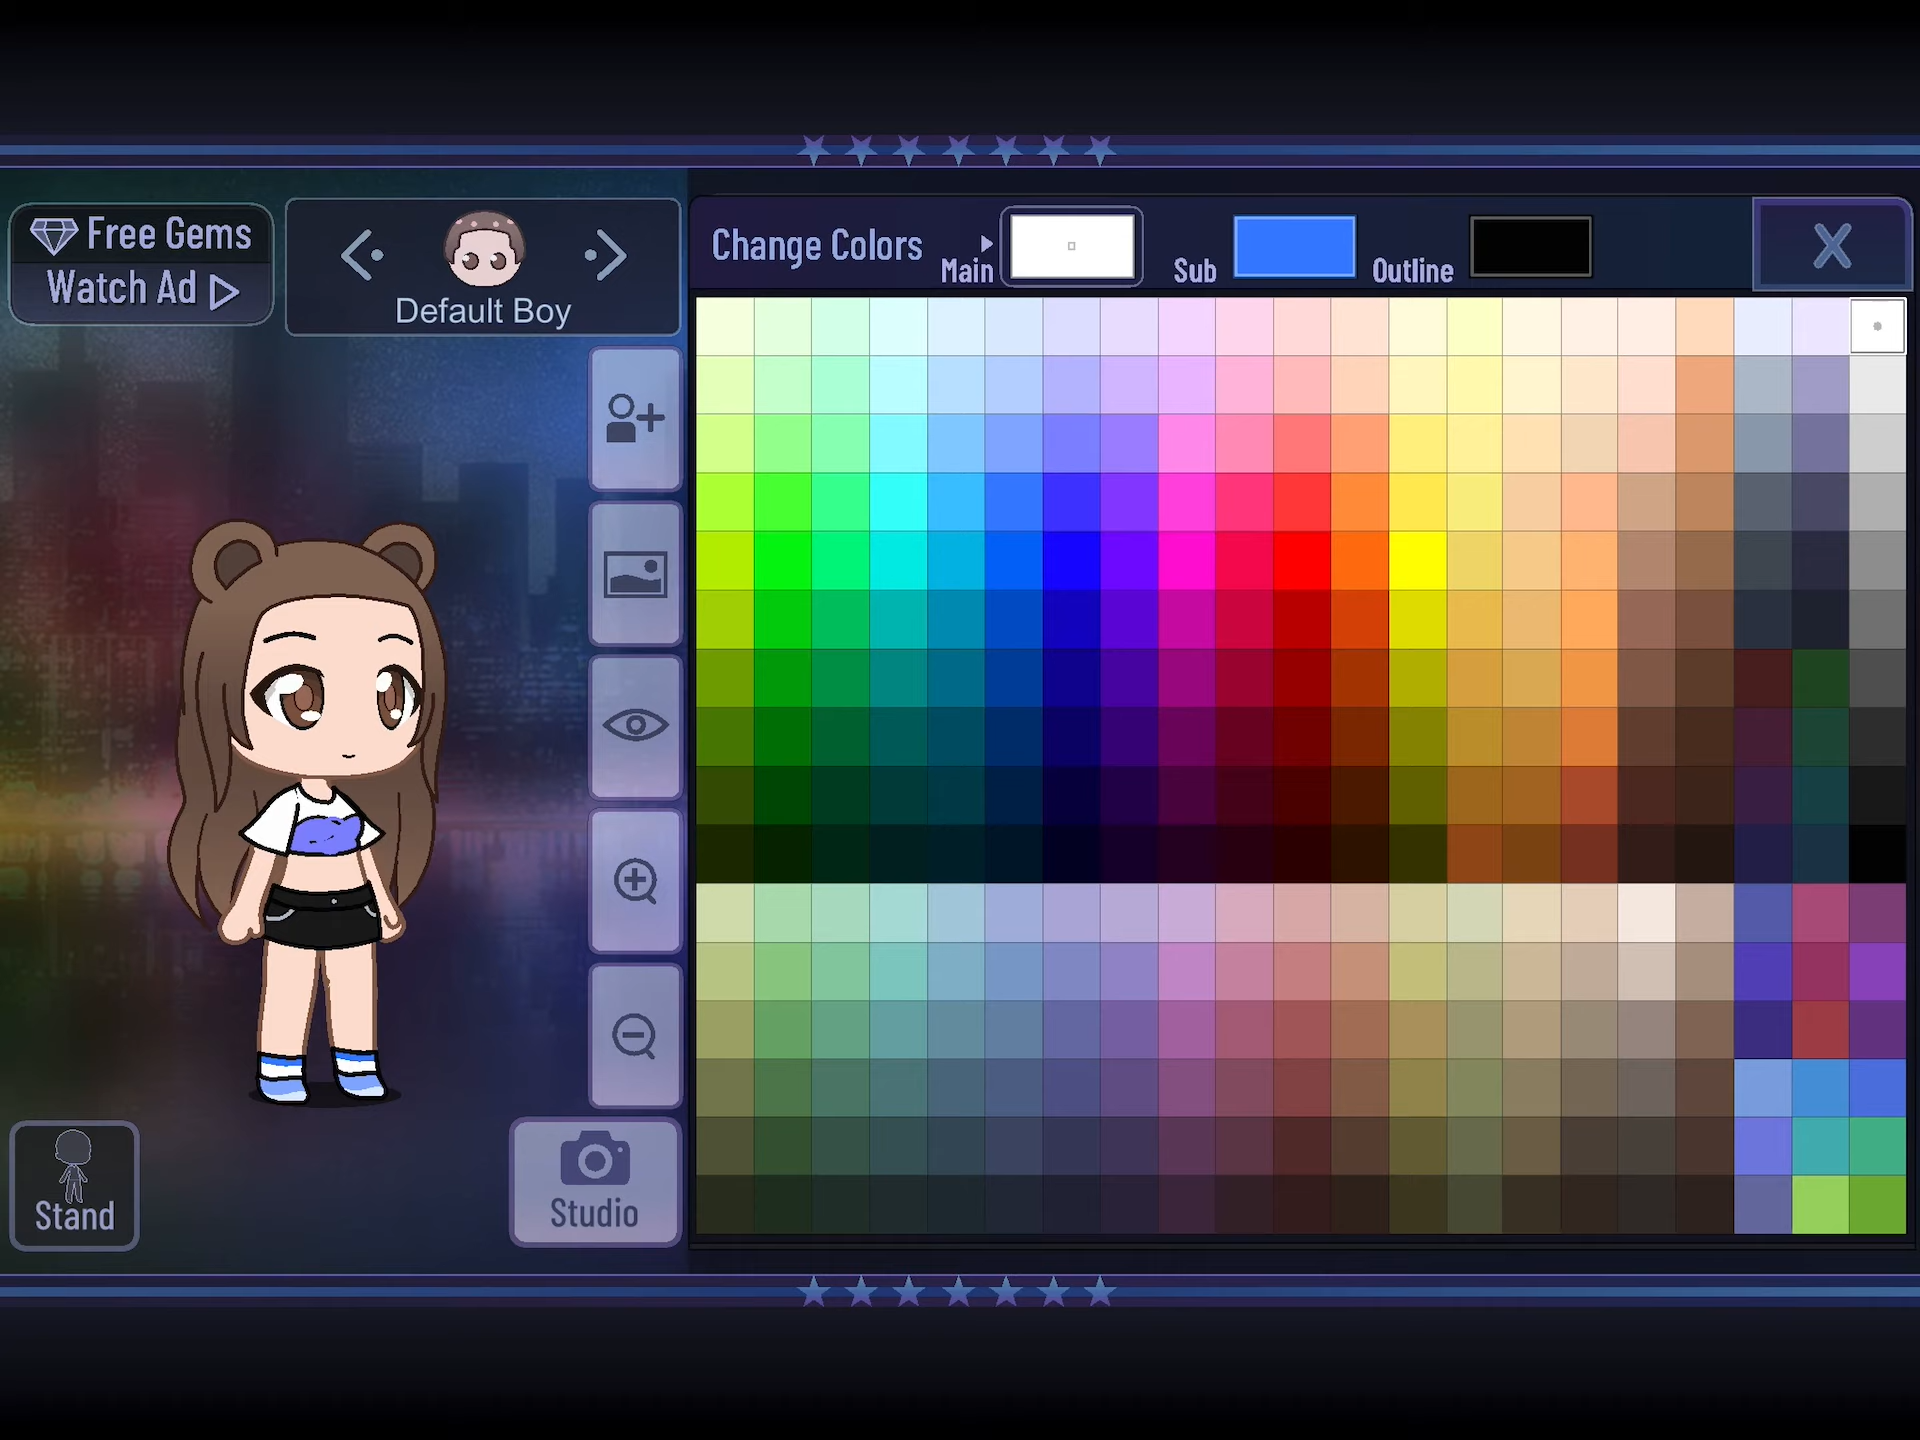 Free Gems
Watch Ad
Default Boy
Change Colors
Main
Sub
Outline
X
Stand
Studio